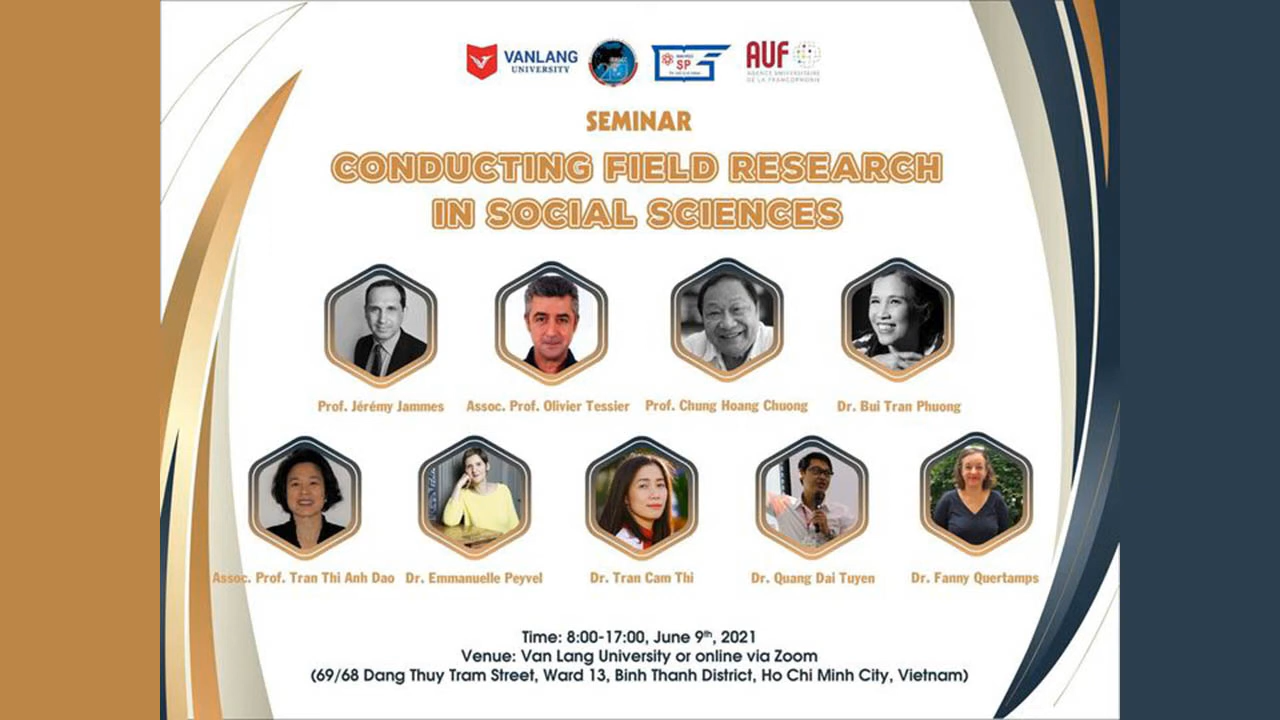 VANLANG
UNIVERSITY
SP
AUF
AGENCE UNIVERSITAIRE
DE LA FRANCOPHONIE
SEMINAR
CONDUCTING FIELD RESEARCH
IN SOCIAL SCIENCES
Prof. Jérémy Jammes
Assoc. Prof. Olivier Tessier
Prof. Chung Hoang Chuong
Dr. Bui Tran Phuong
Assoc. Prof. Tran Thi Anh Dao
Dr. Emmanuelle Peyvel
Dr. Tran Cam Thi
Dr. Quang Dai Tuyen
Dr. Fanny Quertamps
Time: 8:00-17:00, June 9th, 2021
Venue: Van Lang University or online via Zoom
(69/68 Dang Thuy Tram Street, Ward 13, Binh Thanh District, Ho Chi Minh City, Vietnam)